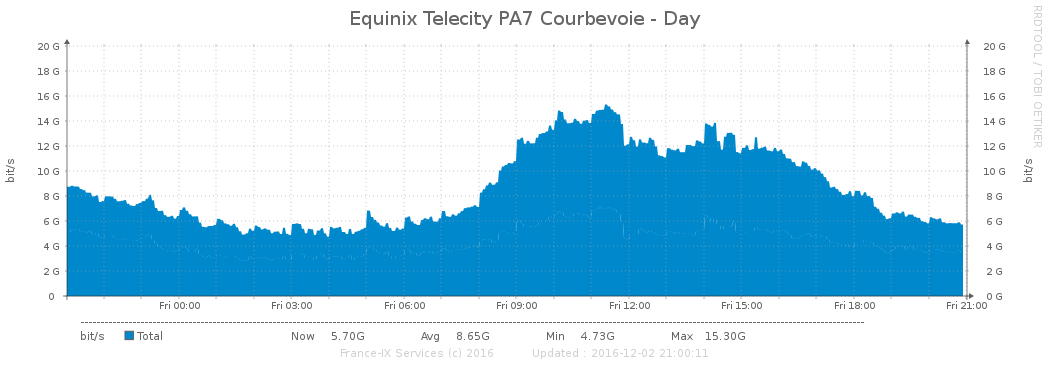 Equinix Telecity PA7 Courbevoie - Day
RRDTOOL / TOBI OETIKER
bit/s
20 G 20 G
18 G 18 G
16 G 16 G
14 G 14 G
12 G 12 G
10 G 10 G
8 G 8 G
6 G 6 G
4 G 4 G
2 G 2 G
0 0 G
bit/s
Fri 00:00 Fri 03:00 Fri 06:00 Fri 09:00 Fri 12:00 Fri 15:00 Fri 18:00 Fri 21:00
bit/s Total Now 5.70G Avg 8.65G Min 4.73G Max 15.30G
France-IX Services (c) 2016 Updated : 2016-12-02 21:00:11